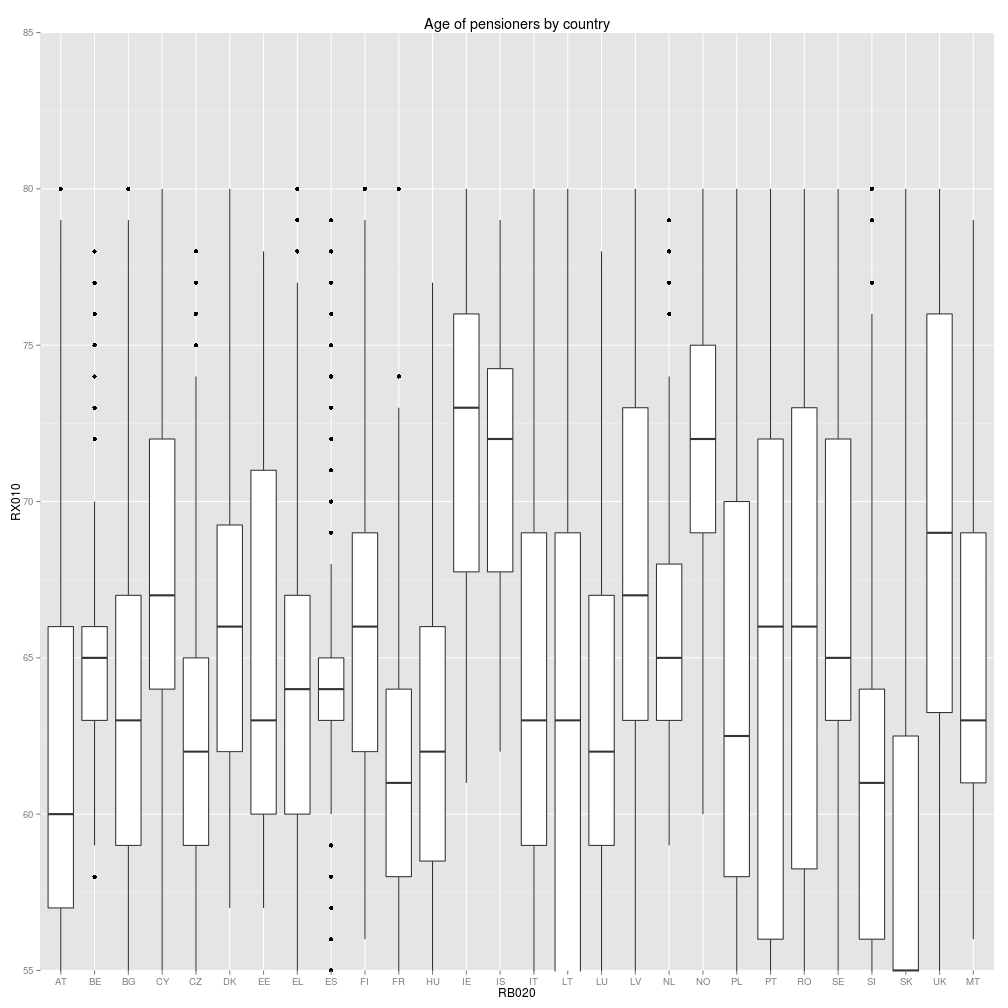 Age of pensioners by country
85
80
75
70
65
60
55
RX010
AT BE BG CY CZ DK EE EL ES FI FR HU IE IS IT LT LU LV NL NO PL PT RO SE SI SK UK MT
RB020